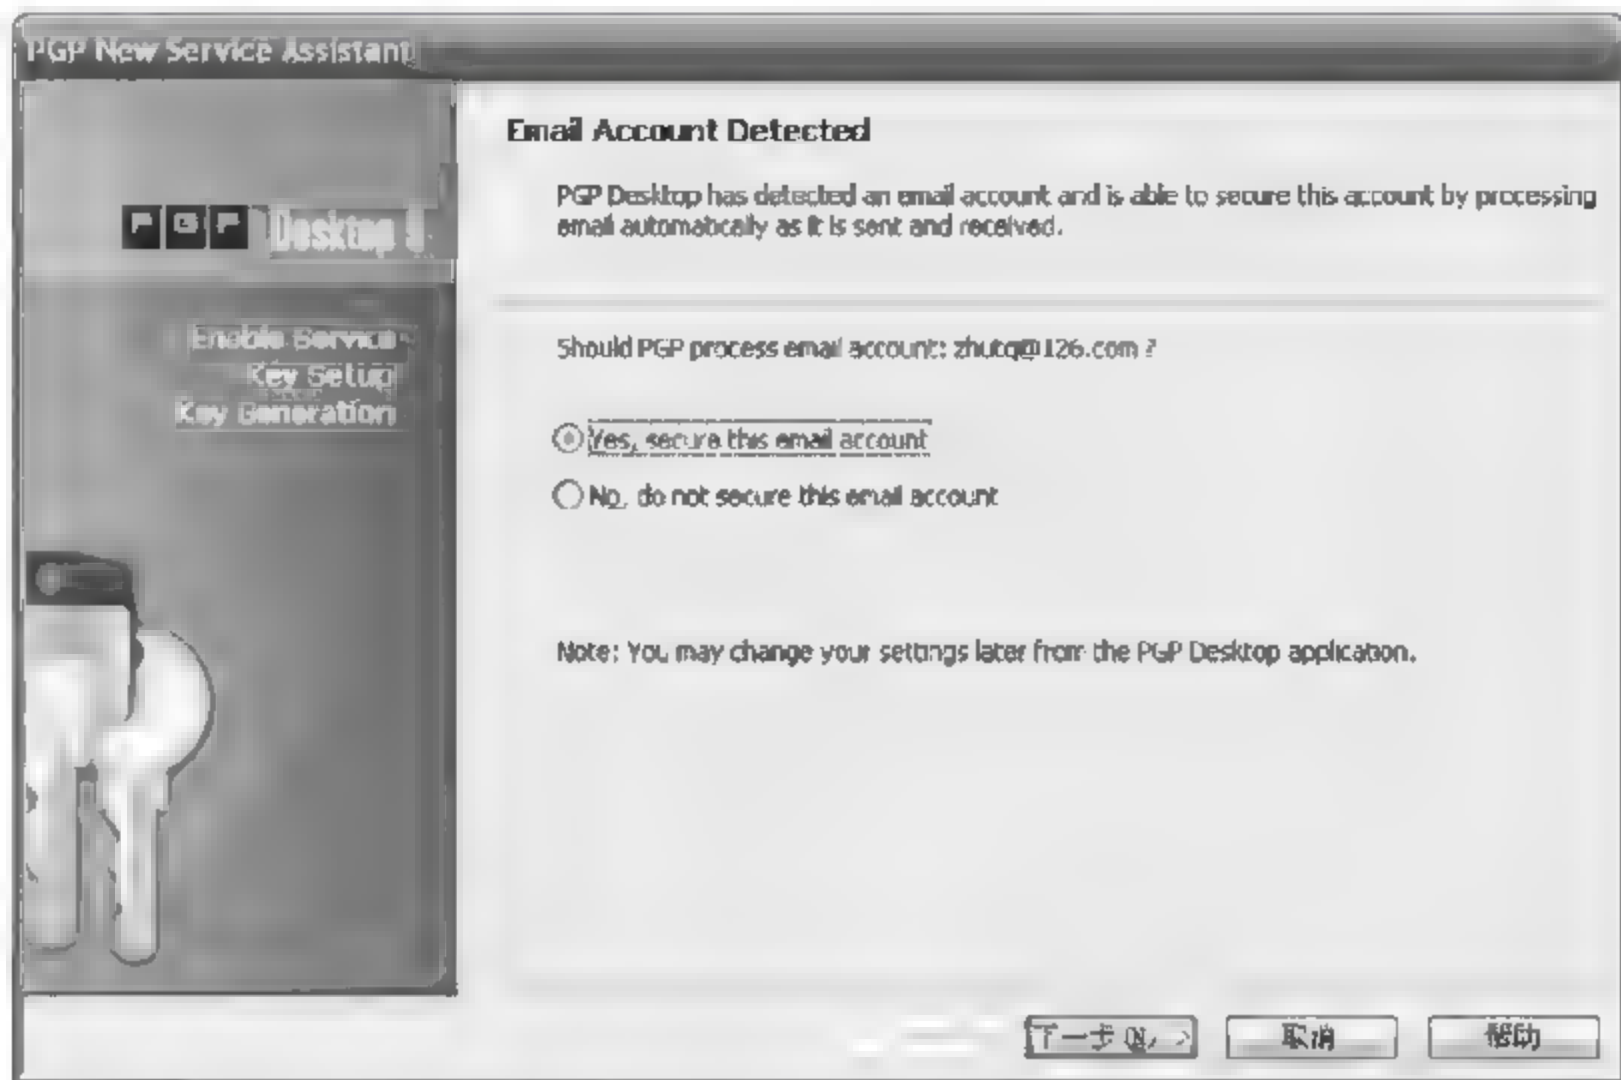 PGP New Service Assistant
PGP Desktop
Enable Service
Key Setup
Key Generation
Email Account Detected
PGP Desktop has detected an email account and is able to secure this account by processing
email automatically as it is sent and received.
Should PGP process email account: zhutq@126.com ?
Yes, secure this email account
No, do not secure this email account
Note: You may change your settings later from the PGP Desktop application.
下一步(N) >
取消
帮助